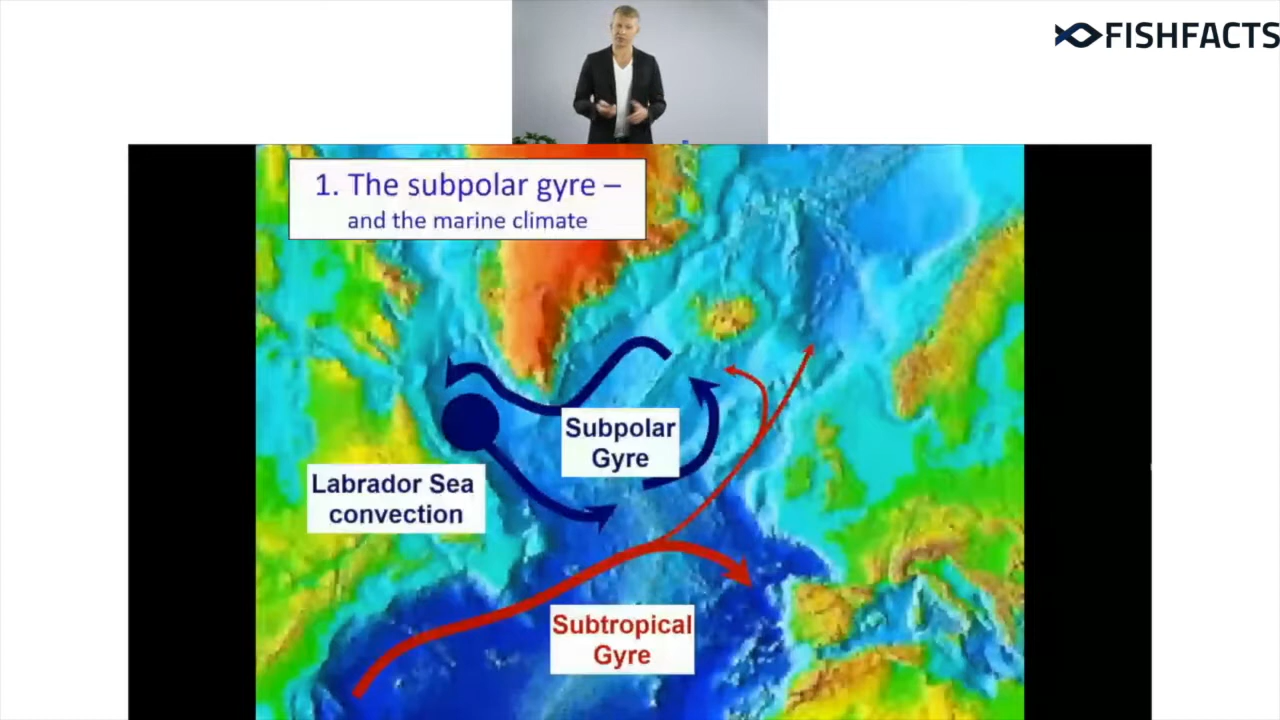 FISHFACTS
1. The subpolar gyre –
and the marine climate
Subpolar
Gyre
Labrador Sea
convection
Subtropical
Gyre